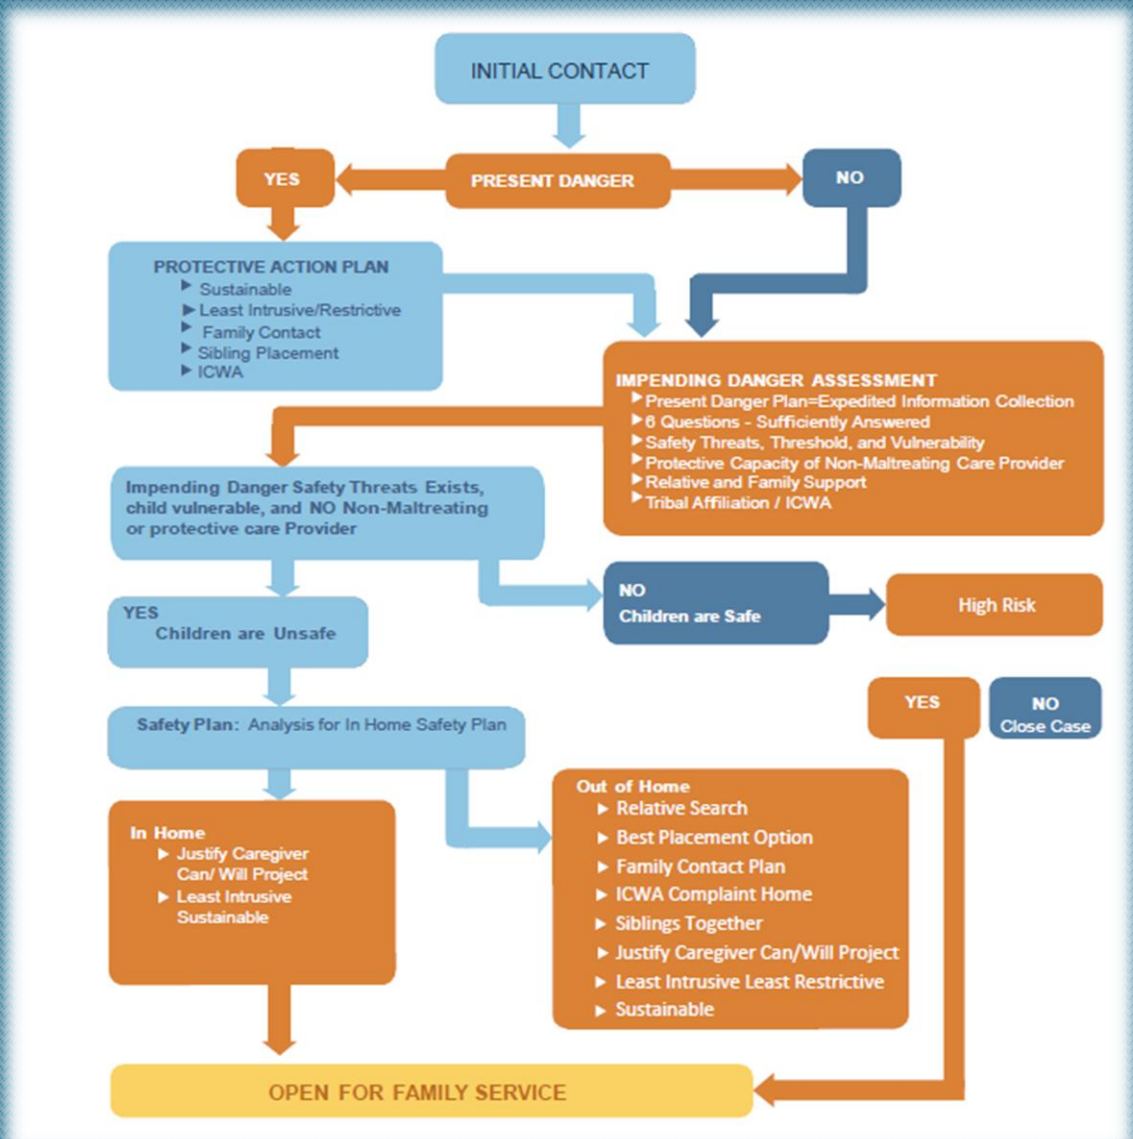 INITIAL CONTACT
YES
PRESENT DANGER
NO
PROTECTIVE ACTION PLAN
Sustainable
Least Intrusive/Restrictive
Family Contact
Sibling Placement
ICWA
IMPENDING DANGER ASSESSMENT
Present Danger Plan=Expedited Information Collection
6 Questions - Sufficiently Answered
Safety Threats, Threshold, and Vulnerability
Protective Capacity of Non-Maltreating Care Provider
Relative and Family Support
Tribal Affiliation / ICWA
Impending Danger Safety Threats Exists,
child vulnerable, and NO Non-Maltreating
or protective care Provider
NO
Children are Safe
High Risk
YES
Children are Unsafe
YES
NO
Close Case
Safety Plan: Analysis for In Home Safety Plan
In Home
Justify Caregiver
Can/ Will Project
Least Intrusive
Sustainable
Out of Home
Relative Search
Best Placement Option
Family Contact Plan
ICWA Complaint Home
Siblings Together
Justify Caregiver Can/Will Project
Least Intrusive Least Restrictive
Sustainable
OPEN FOR FAMILY SERVICE